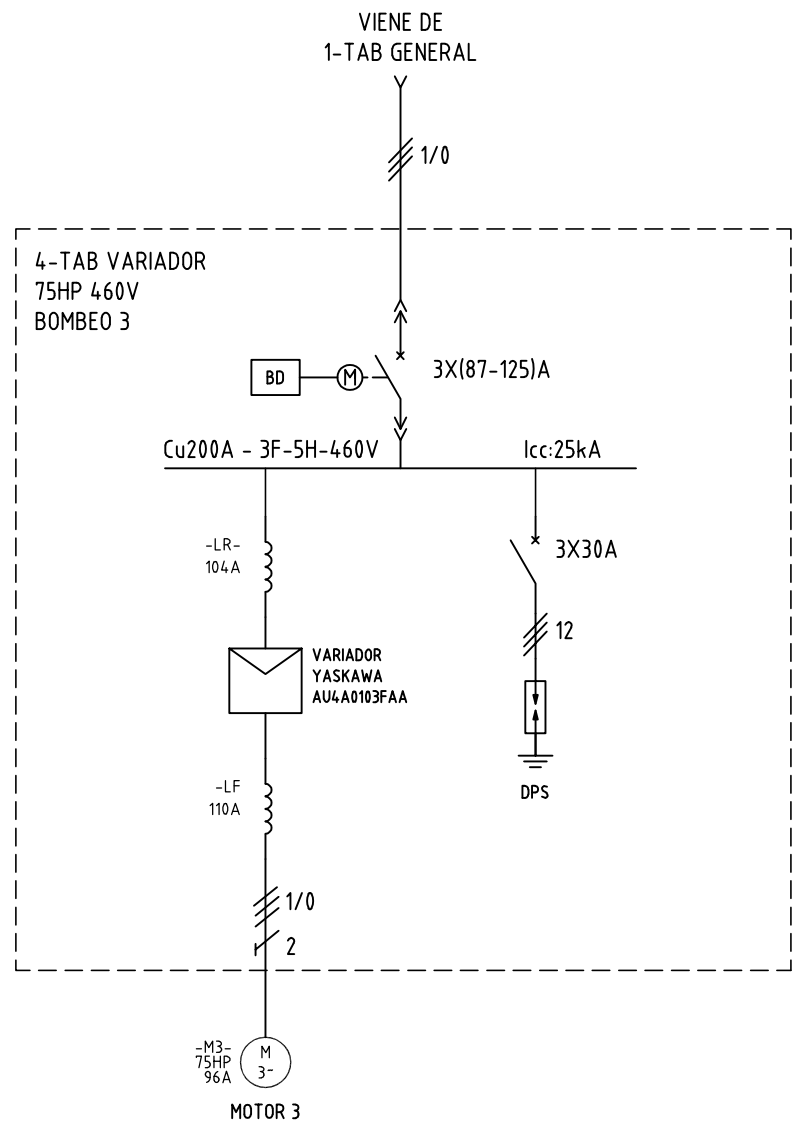 VIENE DE
1-TAB GENERAL
1/0
4-TAB VARIADOR
75HP 460V
BOMBEO 3
3X(87-125)A
BD
M
Cu200A - 3F-5H-460V
Icc:25kA
-LR-
104A
3X30A
12
VARIADOR
YASKAWA
AU4A0103FAA
-LF
110A
DPS
1/0
2
-M3-
75HP
96A
M
3~
MOTOR 3